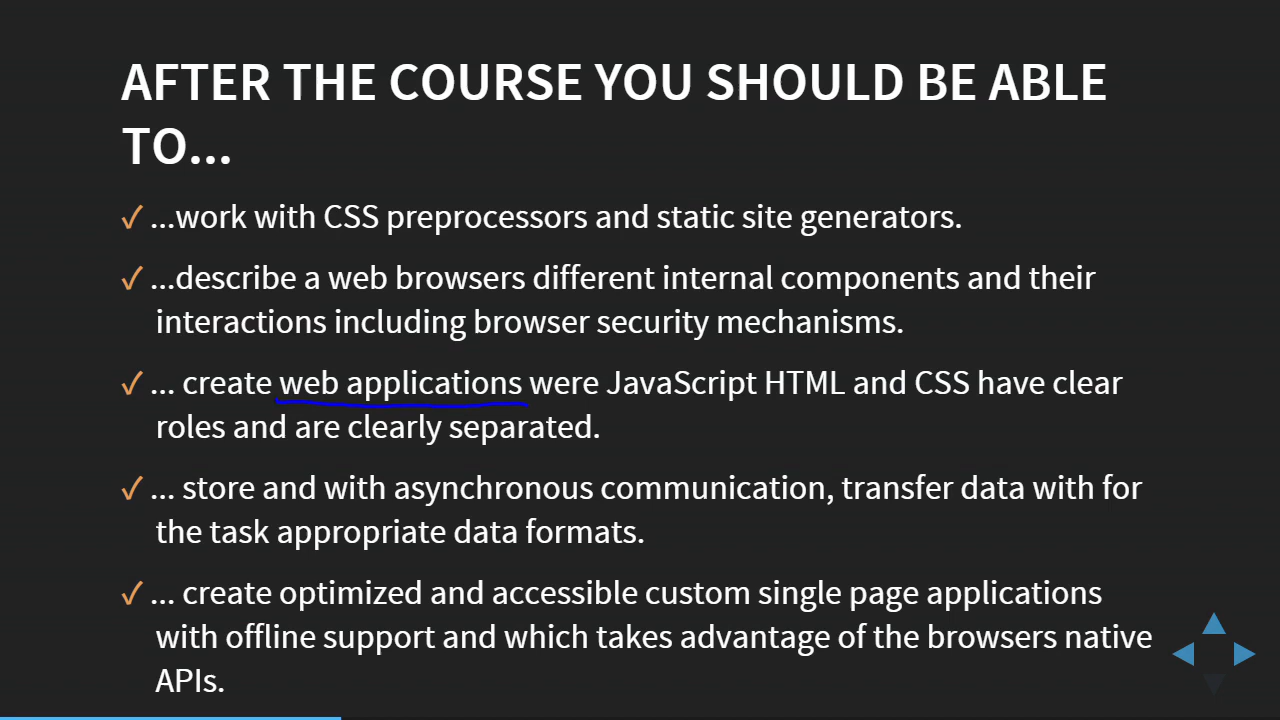 AFTER THE COURSE YOU SHOULD BE ABLE
TO...
✓ ...work with CSS preprocessors and static site generators.
✓ ...describe a web browsers different internal components and their
interactions including browser security mechanisms.
✓ ... create web applications were JavaScript HTML and CSS have clear
roles and are clearly separated.
✓ ... store and with asynchronous communication, transfer data with for
the task appropriate data formats.
✓ ... create optimized and accessible custom single page applications
with offline support and which takes advantage of the browsers native
APIs.